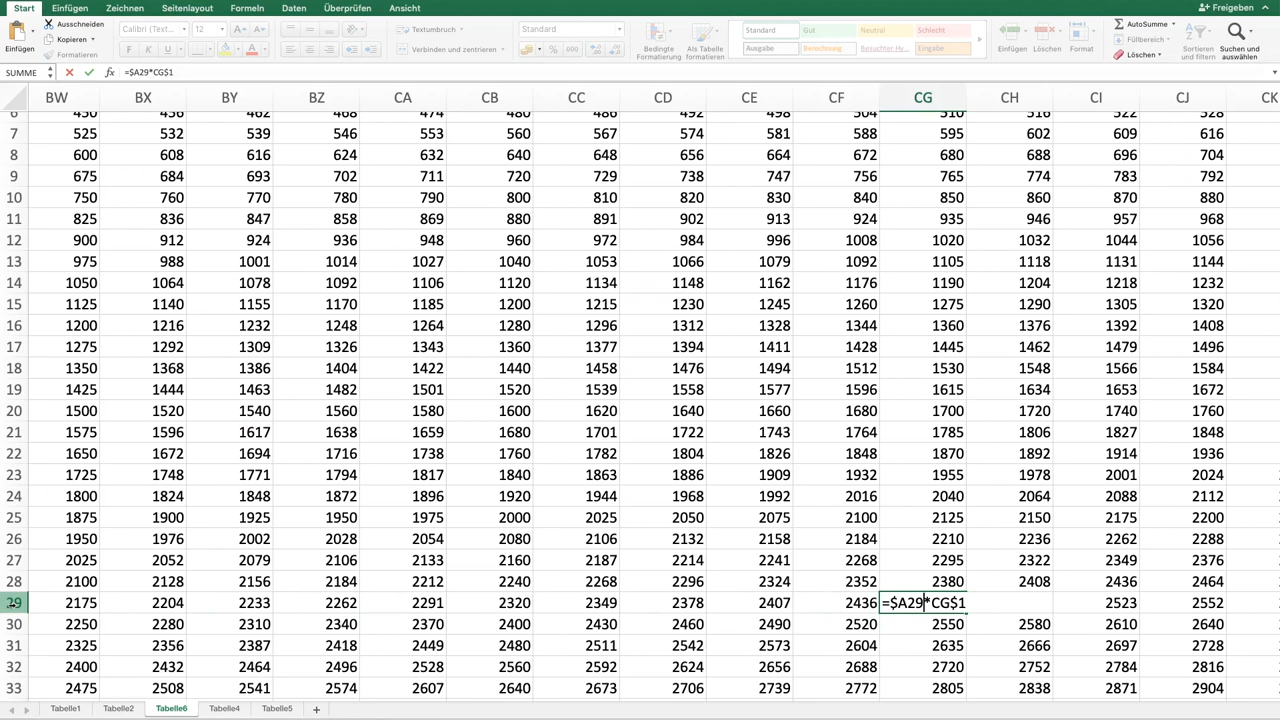 Start Einfügen Zeichnen Seitenlayout Formeln Daten Überprüfen Ansicht Freigeben
Einfügen Ausschneiden Kopieren Formatieren
Calibri (Text... 12 A A
F K U
Textumbruch
Verbinden und zentrieren
Standard
% 000
Bedingte Formatierung Als Tabelle Formatierung
Standard Gut Neutral Schlecht
Ausgabe Berechnung Besuchter Hy... Eingabe
Einfügen Löschen Format
AutoSumme
Füllbereich
Löschen
Sortieren und filtern Suchen und auswählen
SUMME fx =$A29*CG$1
BW BX BY BZ CA CB CC CD CE CF CG CH CI CJ CK
6 450 456 462 468 474 480 486 492 498 504 510 516 522 528
7 525 532 539 546 553 560 567 574 581 588 595 602 609 616
8 600 608 616 624 632 640 648 656 664 672 680 688 696 704
9 675 684 693 702 711 720 729 738 747 756 765 774 783 792
10 750 760 770 780 790 800 810 820 830 840 850 860 870 880
11 825 836 847 858 869 880 891 902 913 924 935 946 957 968
12 900 912 924 936 948 960 972 984 996 1008 1020 1032 1044 1056
13 975 988 1001 1014 1027 1040 1053 1066 1079 1092 1105 1118 1131 1144
14 1050 1064 1078 1092 1106 1120 1134 1148 1162 1176 1190 1204 1218 1232
15 1125 1140 1155 1170 1185 1200 1215 1230 1245 1260 1275 1290 1305 1320
16 1200 1216 1232 1248 1264 1280 1296 1312 1328 1344 1360 1376 1392 1408
17 1275 1292 1309 1326 1343 1360 1377 1394 1411 1428 1445 1462 1479 1496
18 1350 1368 1386 1404 1422 1440 1458 1476 1494 1512 1530 1548 1566 1584
19 1425 1444 1463 1482 1501 1520 1539 1558 1577 1596 1615 1634 1653 1672
20 1500 1520 1540 1560 1580 1600 1620 1640 1660 1680 1700 1720 1740 1760
21 1575 1596 1617 1638 1659 1680 1701 1722 1743 1764 1785 1806 1827 1848
22 1650 1672 1694 1716 1738 1760 1782 1804 1826 1848 1870 1892 1914 1936
23 1725 1748 1771 1794 1817 1840 1863 1886 1909 1932 1955 1978 2001 2024
24 1800 1824 1848 1872 1896 1920 1944 1968 1992 2016 2040 2064 2088 2112
25 1875 1900 1925 1950 1975 2000 2025 2050 2075 2100 2125 2150 2175 2200
26 1950 1976 2002 2028 2054 2080 2106 2132 2158 2184 2210 2236 2262 2288
27 2025 2052 2079 2106 2133 2160 2187 2214 2241 2268 2295 2322 2349 2376
28 2100 2128 2156 2184 2212 2240 2268 2296 2324 2352 2380 2408 2436 2464
29 2175 2204 2233 2262 2291 2320 2349 2378 2407 2436 =$A29*CG$1 2523 2552
30 2250 2280 2310 2340 2370 2400 2430 2460 2490 2520 2550 2580 2610 2640
31 2325 2356 2387 2418 2449 2480 2511 2542 2573 2604 2635 2666 2697 2728
32 2400 2432 2464 2496 2528 2560 2592 2624 2656 2688 2720 2752 2784 2816
33 2475 2508 2541 2574 2607 2640 2673 2706 2739 2772 2805 2838 2871 2904
Tabelle1 Tabelle2 Tabelle6 Tabelle4 Tabelle5 +